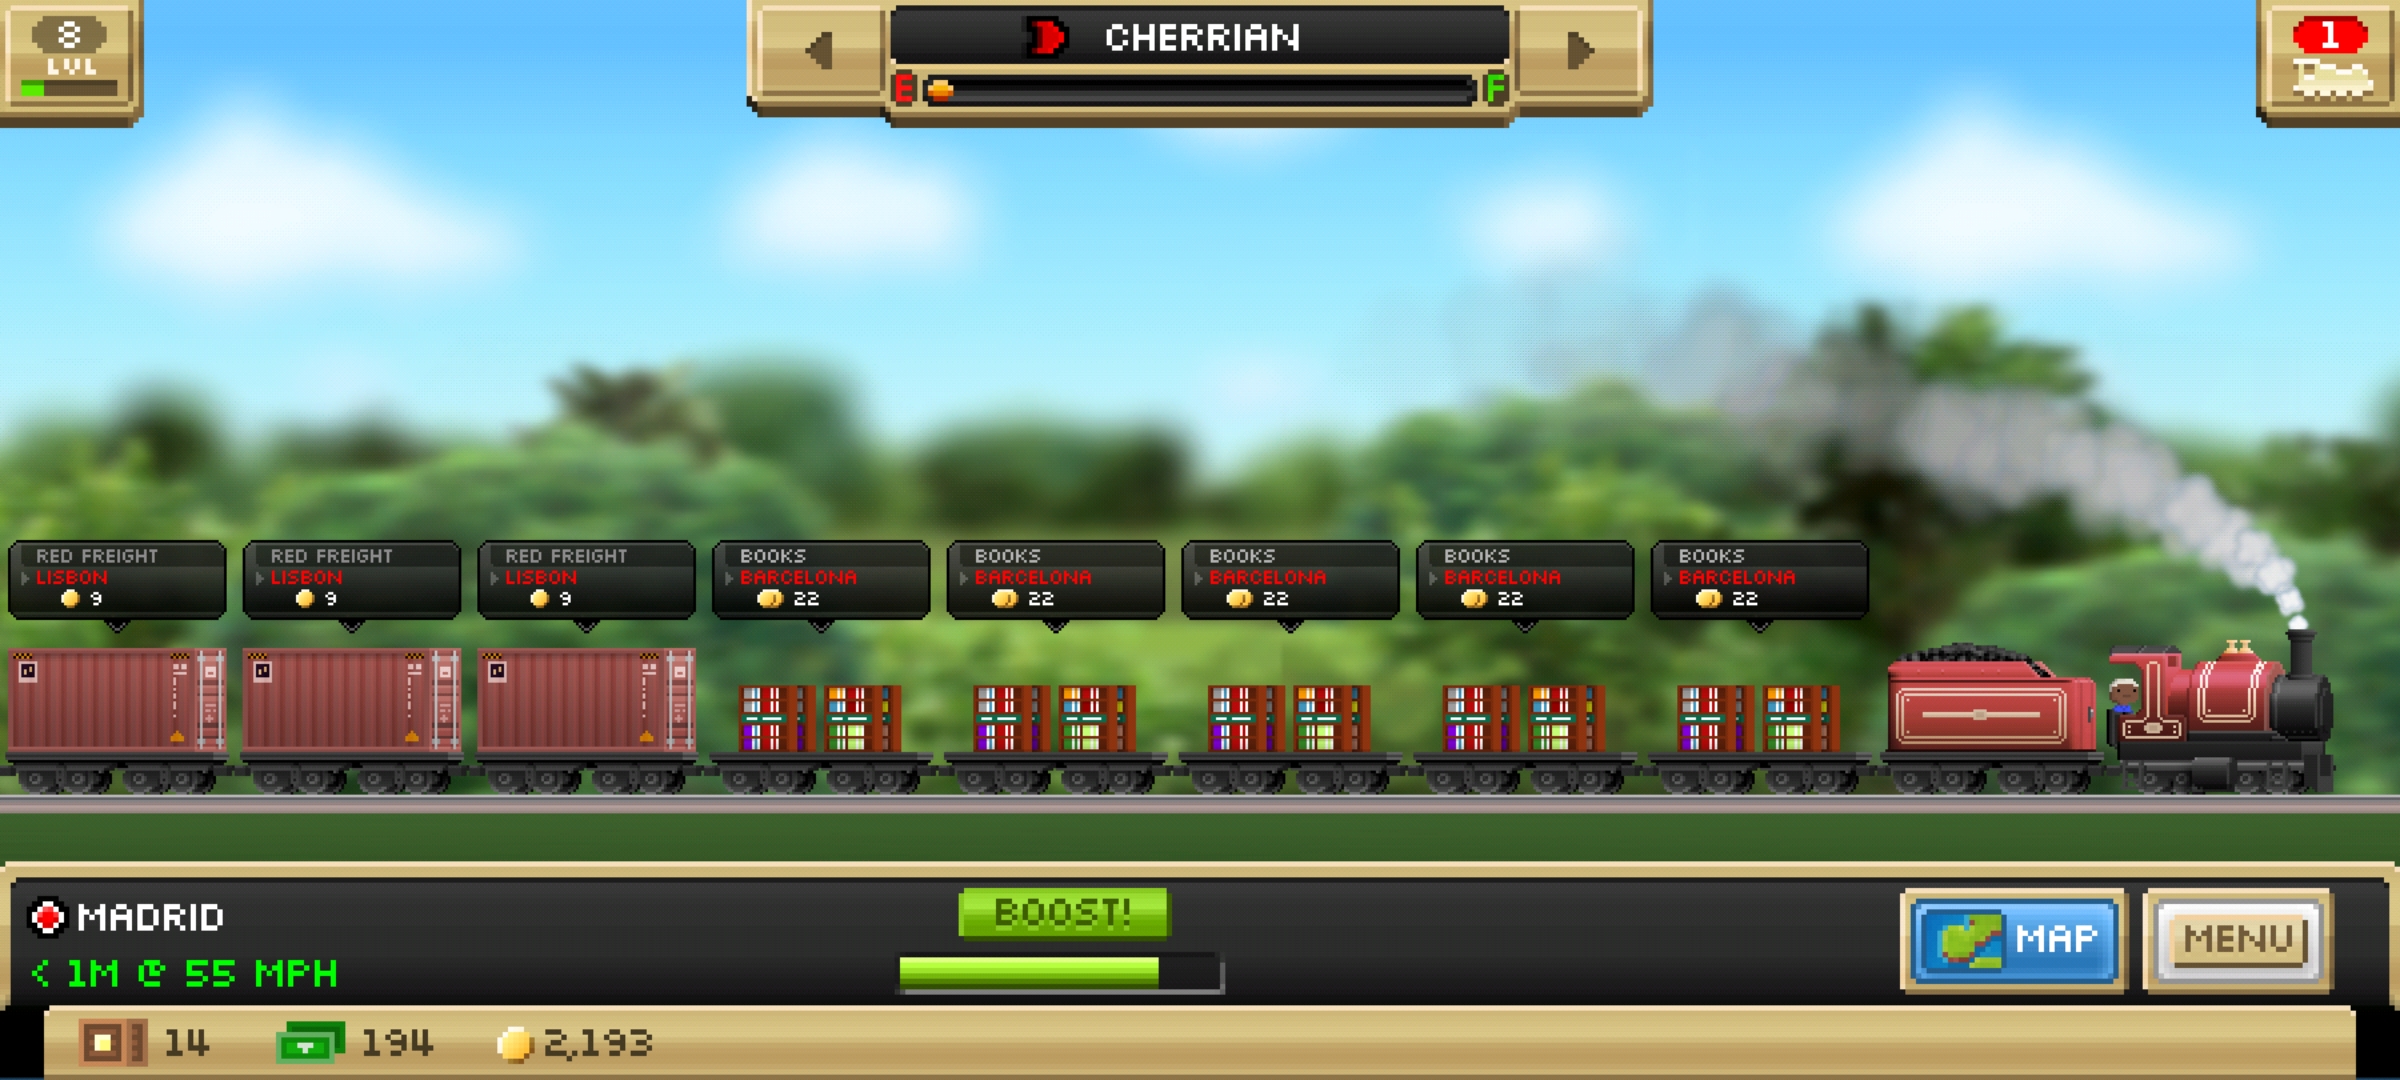 8
LVL
CHERRIAN
E F
1
RED FREIGHT
LISBON
9
RED FREIGHT
LISBON
9
RED FREIGHT
LISBON
9
BOOKS
BARCELONA
22
BOOKS
BARCELONA
22
BOOKS
BARCELONA
22
BOOKS
BARCELONA
22
BOOKS
BARCELONA
22
MADRID
< 1M @ 55 MPH
BOOST!
MAP
MENU
14
194
2,193